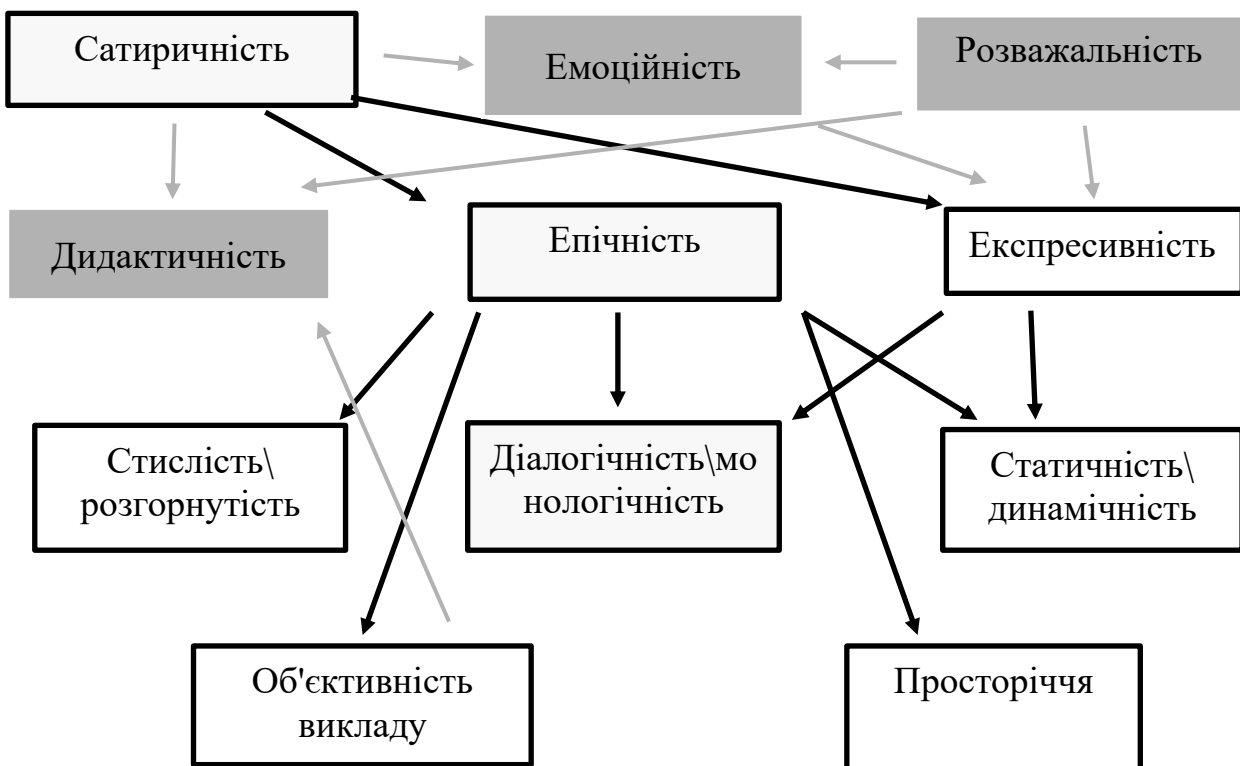 Сатиричність
Емоційність
Розважальність
Дидактичність
Епічність
Експресивність
Стислість\
розгорнутість
Діалогічність\мо
нологічність
Статичність\
динамічність
Об'єктивність
викладу
Просторіччя